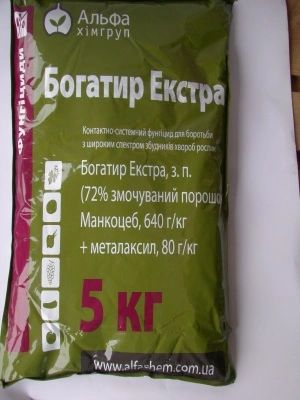 Альфа
хімгруп
ФУНГІЦИДИ
Богатир Екстра
Контактно-системний фунгіцид для боротьби
з широким спектром збудників хвороб рослин
Богатир Екстра, з. п.
(72% змочуваний порошо
Манкоцеб, 640 г/кг
+ металаксил, 80 г/кг
5 кг
www.alfachem.com.ua